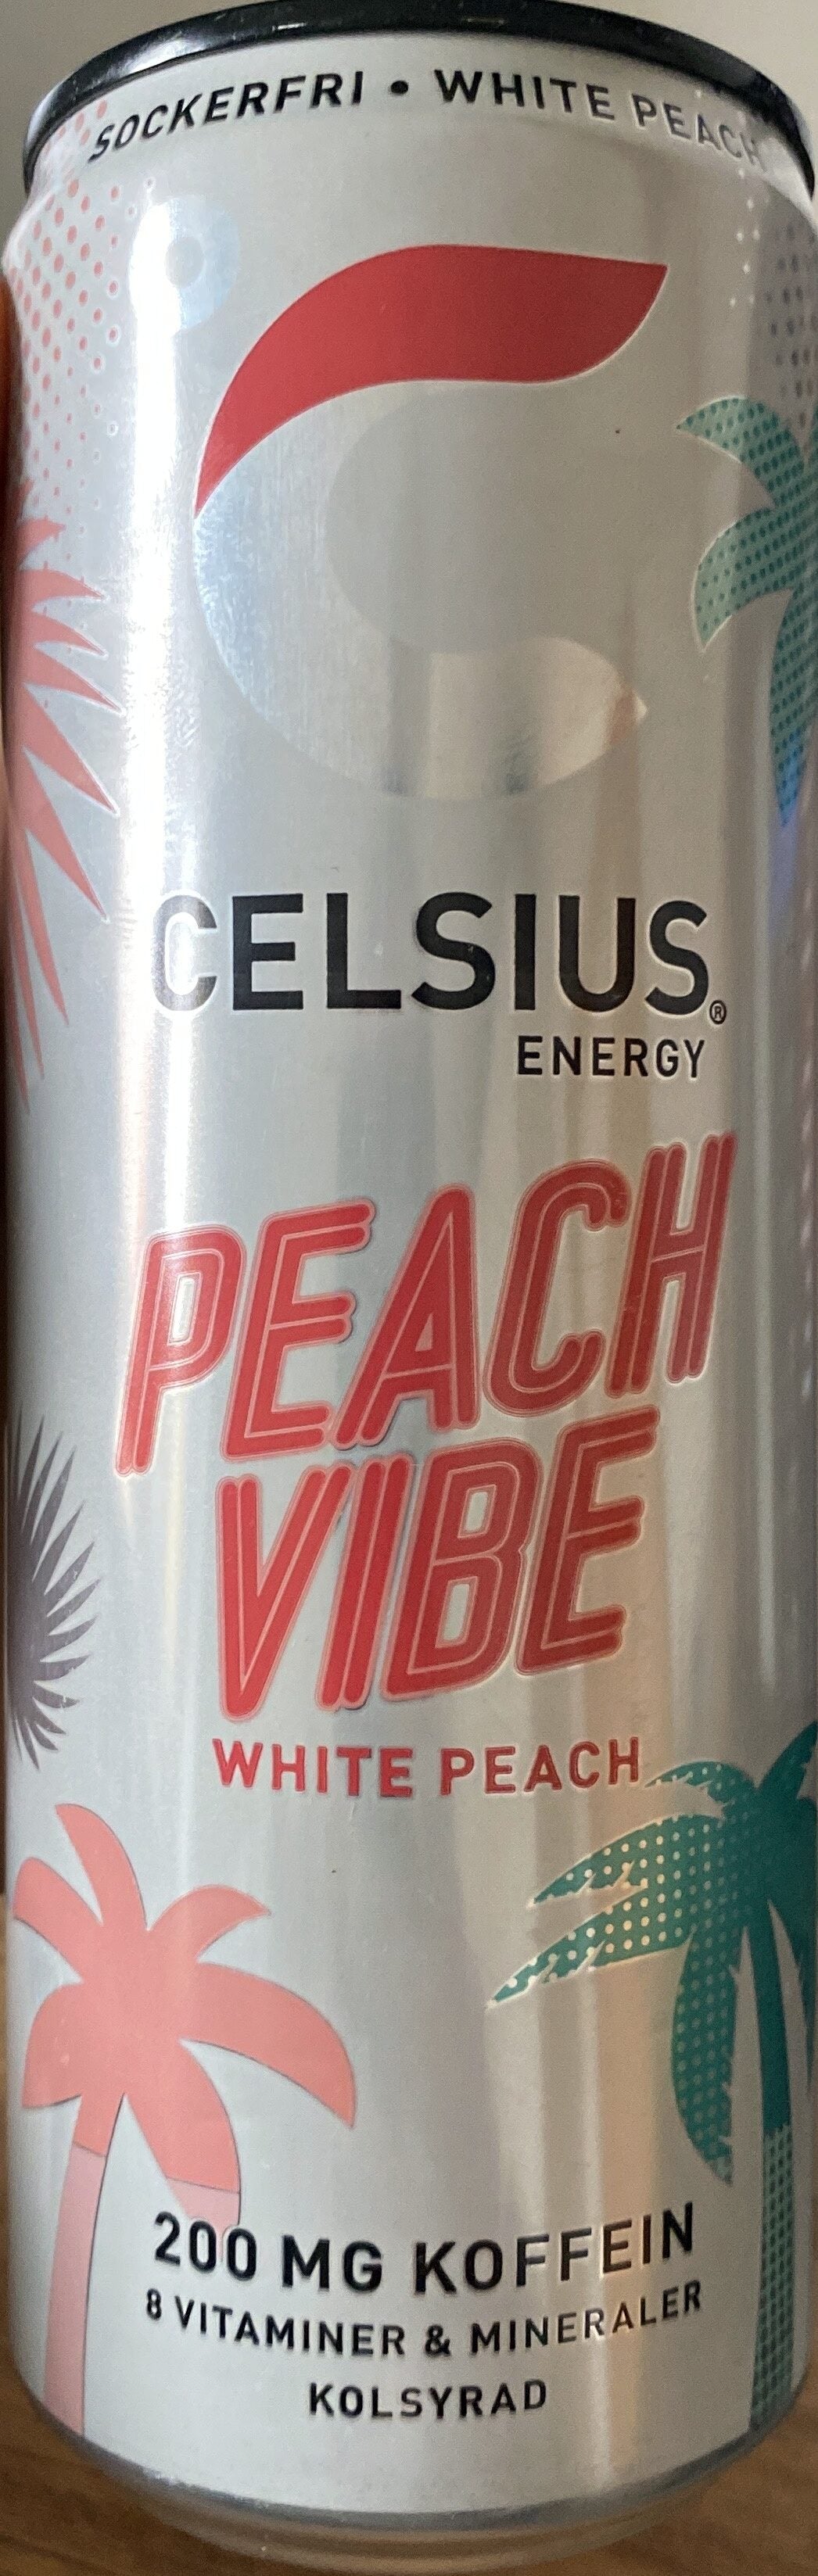 SOCKERFRI • WHITE PEACH
CELSIUS®
ENERGY
PEACH
VIBE
WHITE PEACH
200 MG KOFFEIN
8 VITAMINER & MINERALER
KOLSYRAD